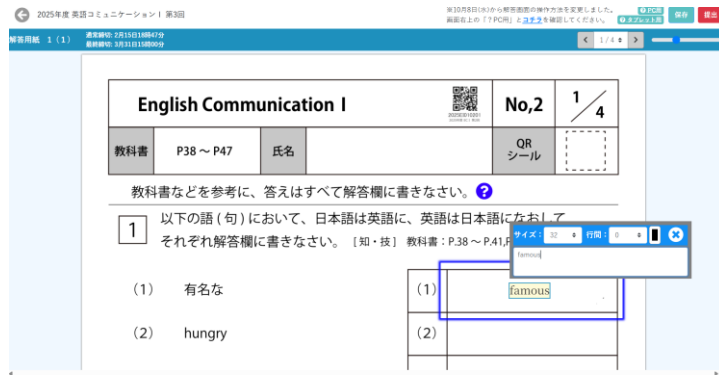 2025年度 英語コミュニケーションⅠ 第3回
※10月8日(水)から解答画面の操作方法を変更しました。
画面右上の「？PC用」とコチラを確認してください。
PC用
タブレット用
保存
提出
解答用紙 1 (1)
通常締切: 2月15日18時47分
最終締切: 3月31日15時00分
1/4
English Communication Ⅰ
No,2
1/4
教科書
P38 ～ P47
氏名
QR
シール
教科書などを参考に、答えはすべて解答欄に書きなさい。?
1
以下の語 ( 句 ) において、日本語は英語に、英語は日本語になおして
それぞれ解答欄に書きなさい。 [ 知・技 ] 教科書：P.38 ～ P.41,P
サイズ： 32 行間： 0
famous
(1) 有名な
(1) famous
(2) hungry
(2)